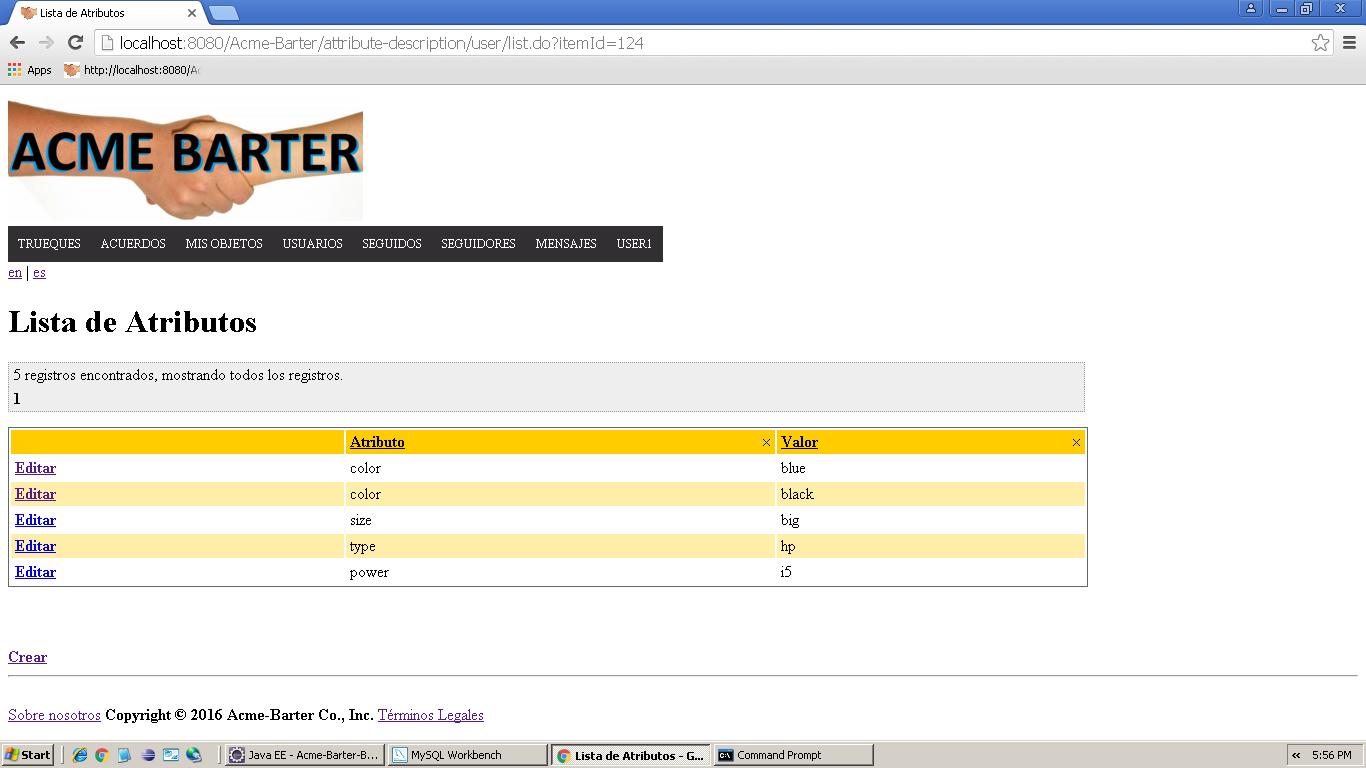 Lista de Atributos
localhost:8080/Acme-Barter/attribute-description/user/list.do?itemId=124
Apps http://localhost:8080/Ac
ACME BARTER
TRUEQUES ACUERDOS MIS OBJETOS USUARIOS SEGUIDOS SEGUIDORES MENSAJES USER1
en | es
Lista de Atributos
5 registros encontrados, mostrando todos los registros.
1
Atributo Valor
Editar color blue
Editar color black
Editar size big
Editar type hp
Editar power i5
Crear
Sobre nosotros Copyright © 2016 Acme-Barter Co., Inc. Términos Legales
Start Java EE - Acme-Barter-B... MySQL Workbench Lista de Atributos - G... Command Prompt « 5:56 PM